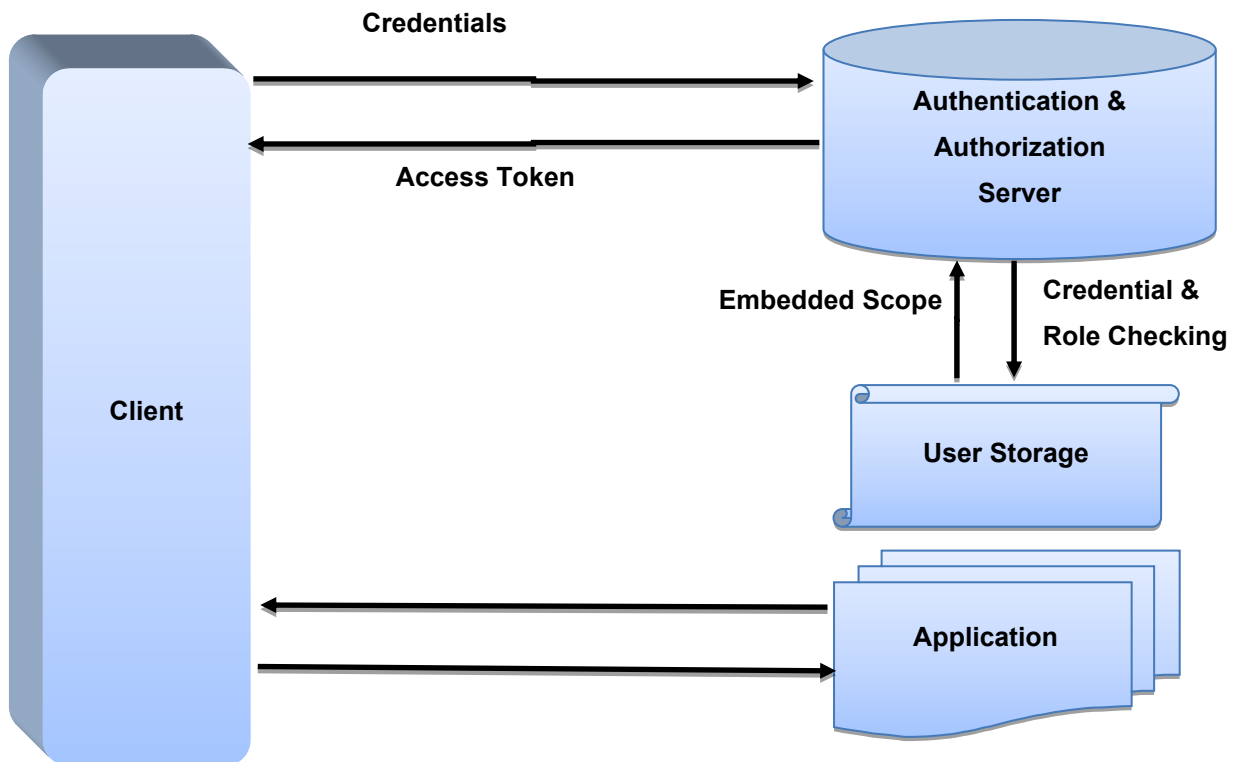 Credentials
Authentication &
Authorization
Server
Access Token
Embedded Scope
Credential &
Role Checking
Client
User Storage
Application